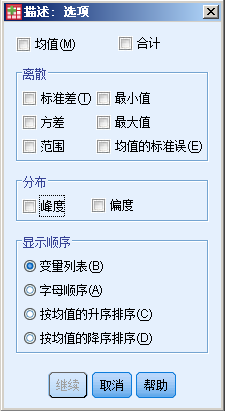 描述: 选项
均值(M) 合计
离散
标准差(T) 最小值
方差 最大值
范围 均值的标准误(E)
分布
峰度 偏度
显示顺序
变量列表(B)
字母顺序(A)
按均值的升序排序(C)
按均值的降序排序(D)
继续 取消 帮助